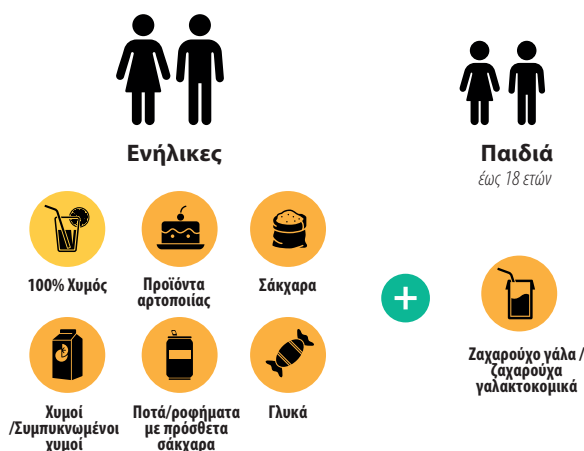 Ενήλικες
Παιδιά
έως 18 ετών
100% Χυμός
Προϊόντα
αρτοποιίας
Σάκχαρα
+
Ζαχαρούχο γάλα /
ζαχαρούχα
γαλακτοκομικά
Χυμοί
/Συμπυκνωμένοι
χυμοί
Ποτά/ροφήματα
με πρόσθετα
σάκχαρα
Γλυκά